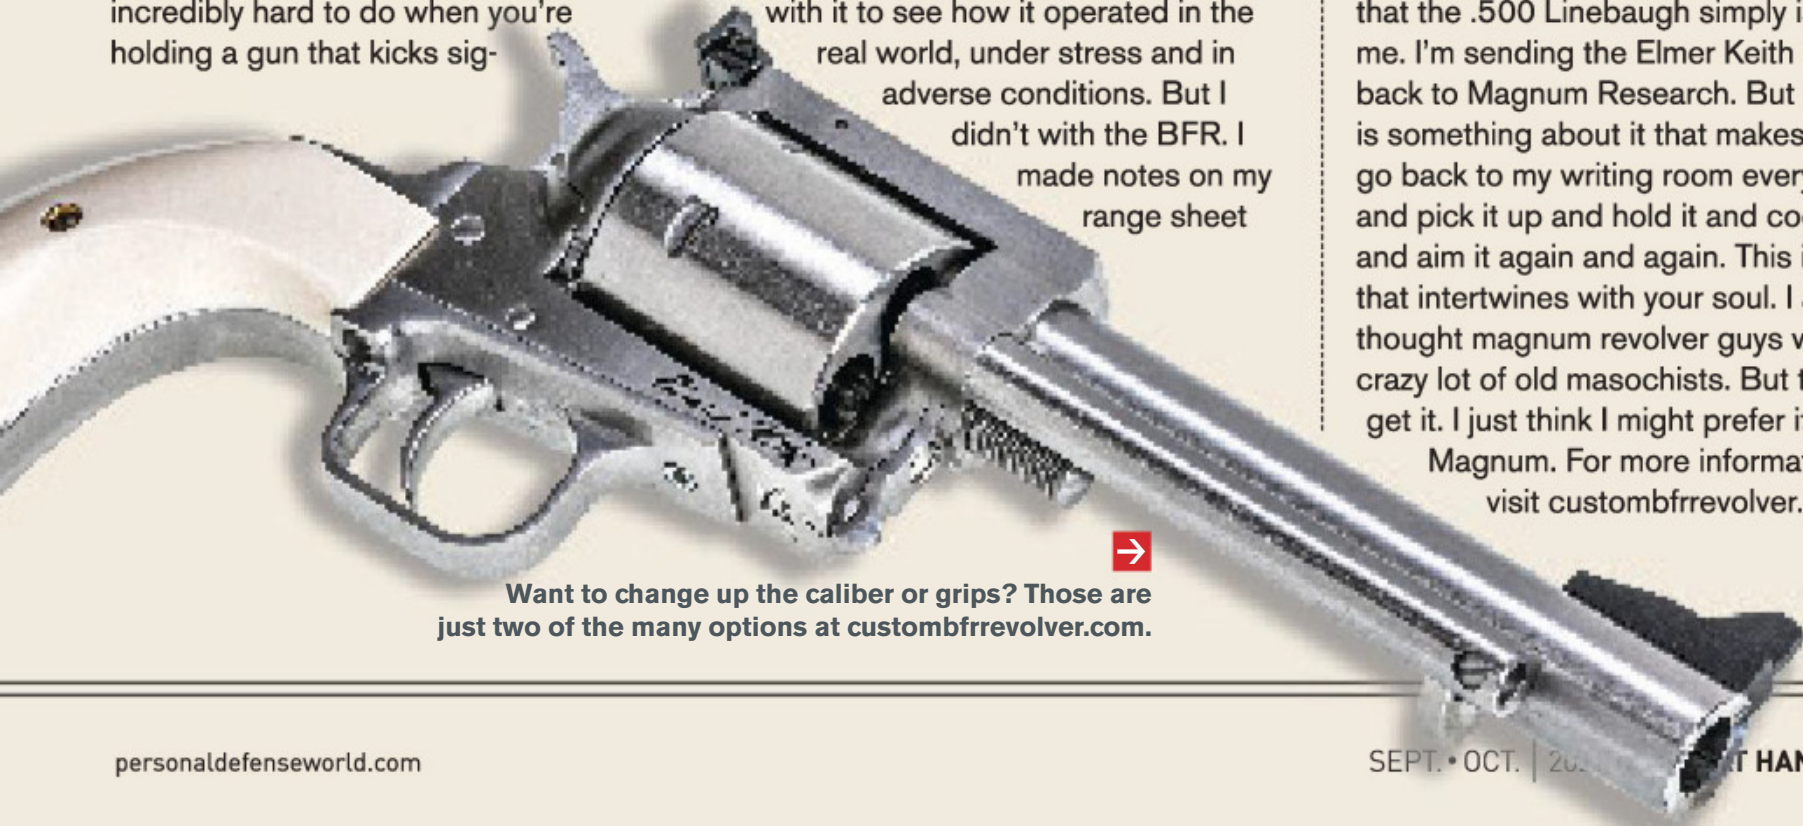 incredibly hard to do when you're
holding a gun that kicks sig-
with it to see how it operated in the
real world, under stress and in
adverse conditions. But I
didn't with the BFR. I
made notes on my
range sheet
that the .500 Linebaugh simply
me. I'm sending the Elmer Keith
back to Magnum Research. But
is something about it that makes
go back to my writing room
and pick it up and hold it and
and aim it again and again. This
that intertwines with your soul. I
thought magnum revolver guys
crazy lot of old masochists. But
get it. I just think I might prefer
Magnum. For more
visit custombfrrevolver.
→
Want to change up the caliber or grips? Those are
just two of the many options at custombfrrevolver.com.
personaldefenseworld.com
SEPT. • OCT. |